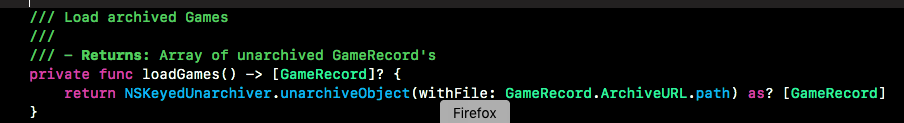 /// Load archived Games
///
/// - Returns: Array of unarchived GameRecord's
private func loadGames() -> [GameRecord]? {
    return NSKeyedUnarchiver.unarchiveObject(withFile: GameRecord.ArchiveURL.path) as? [GameRecord]
}
Firefox